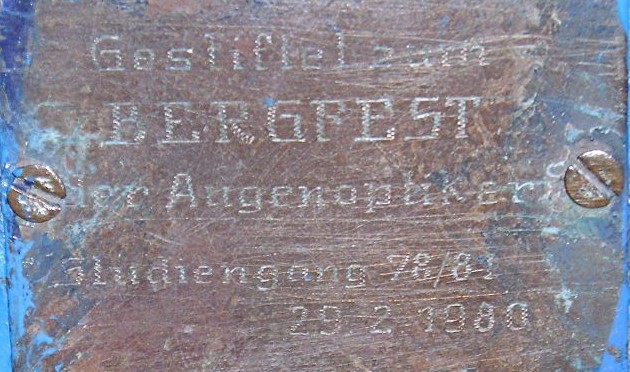 Gestiftet zum
BERGFEST
der Augenoptiker
Studiengang 78/81
29 2 1980